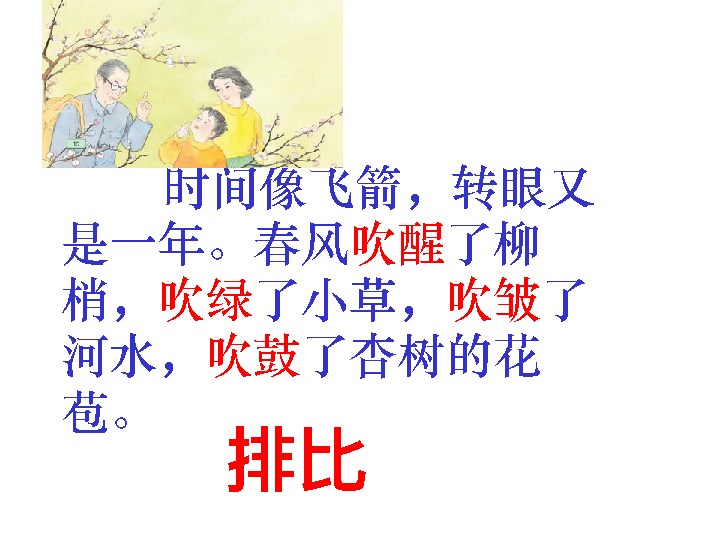 10
时间像飞箭，转眼又
是一年。春风吹醒了柳
梢，吹绿了小草，吹皱了
河水，吹鼓了杏树的花
苞。
排比